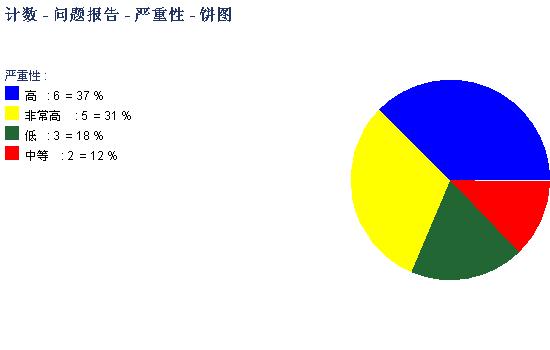 计数 - 问题报告 - 严重性 - 饼图
严重性 :
高 : 6 = 37 %
非常高 : 5 = 31 %
低 : 3 = 18 %
中等 : 2 = 12 %